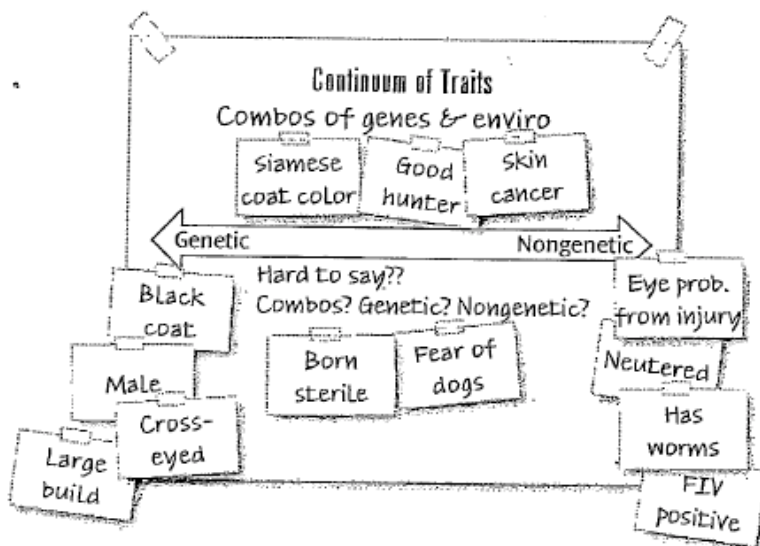 Continuum of Traits
Combos of genes & enviro
Siamese
coat color
Good
hunter
Skin
cancer
Genetic
Nongenetic
Hard to say??
Combos? Genetic? Nongenetic?
Black
coat
Male
Cross-
eyed
Large
build
Born
sterile
Fear of
dogs
Eye prob.
from injury
Neutered
Has
worms
FIV
positive